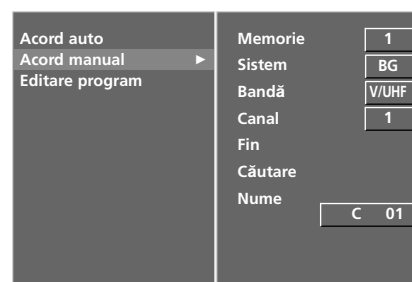 Acord auto
Acord manual ►
Editare program
Memorie 1
Sistem BG
Bandă V/UHF
Canal 1
Fin
Căutare
Nume
C 01